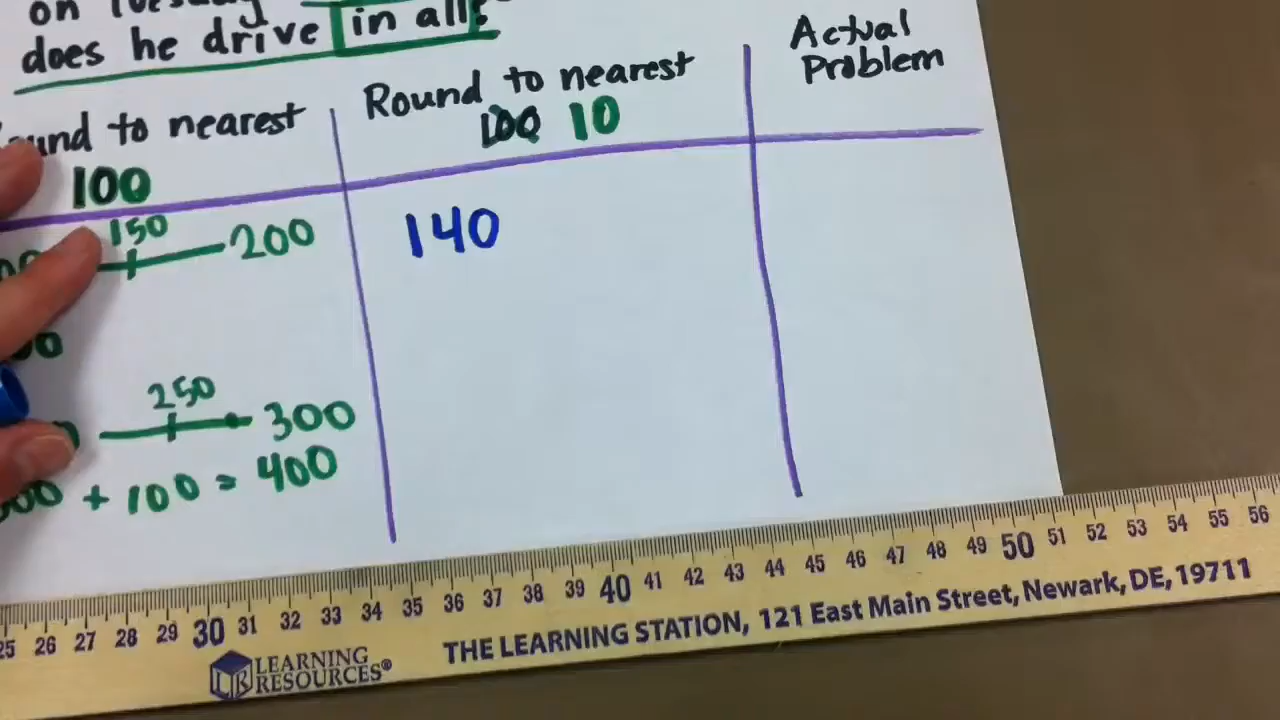 on Tuesday
does he drive in all?
Round to nearest
100
Round to nearest
100 10
Actual
Problem
150
200
140
250
300
+ 100 = 400
25 26 27 28 29 30 31 32 33 34 35 36 37 38 39 40 41 42 43 44 45 46 47 48 49 50 51 52 53 54 55 56
THE LEARNING STATION, 121 East Main Street, Newark, DE, 19711
LR LEARNING
RESOURCES®